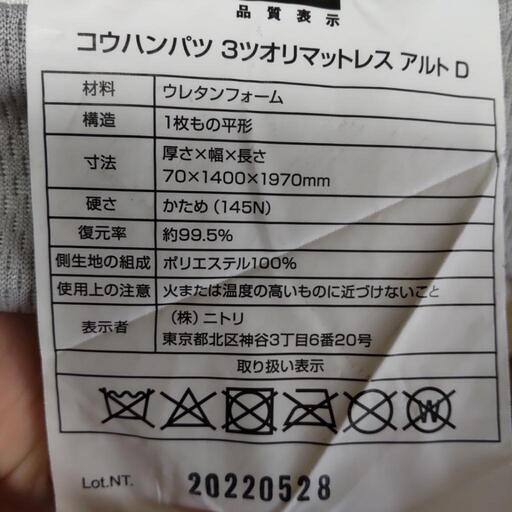 品質表示
コウハンパツ 3ツオリマットレス アルト D
材料 ウレタンフォーム
構造 1枚もの平形
寸法 厚さ×幅×長さ
70×1400×1970mm
硬さ かため(145N)
復元率 約99.5%
側生地の組成 ポリエステル100%
使用上の注意 火または温度の高いものに近づけないこと
表示者 (株)ニトリ
東京都北区神谷3丁目6番20号
取り扱い表示
W
Lot.NT. 20220528